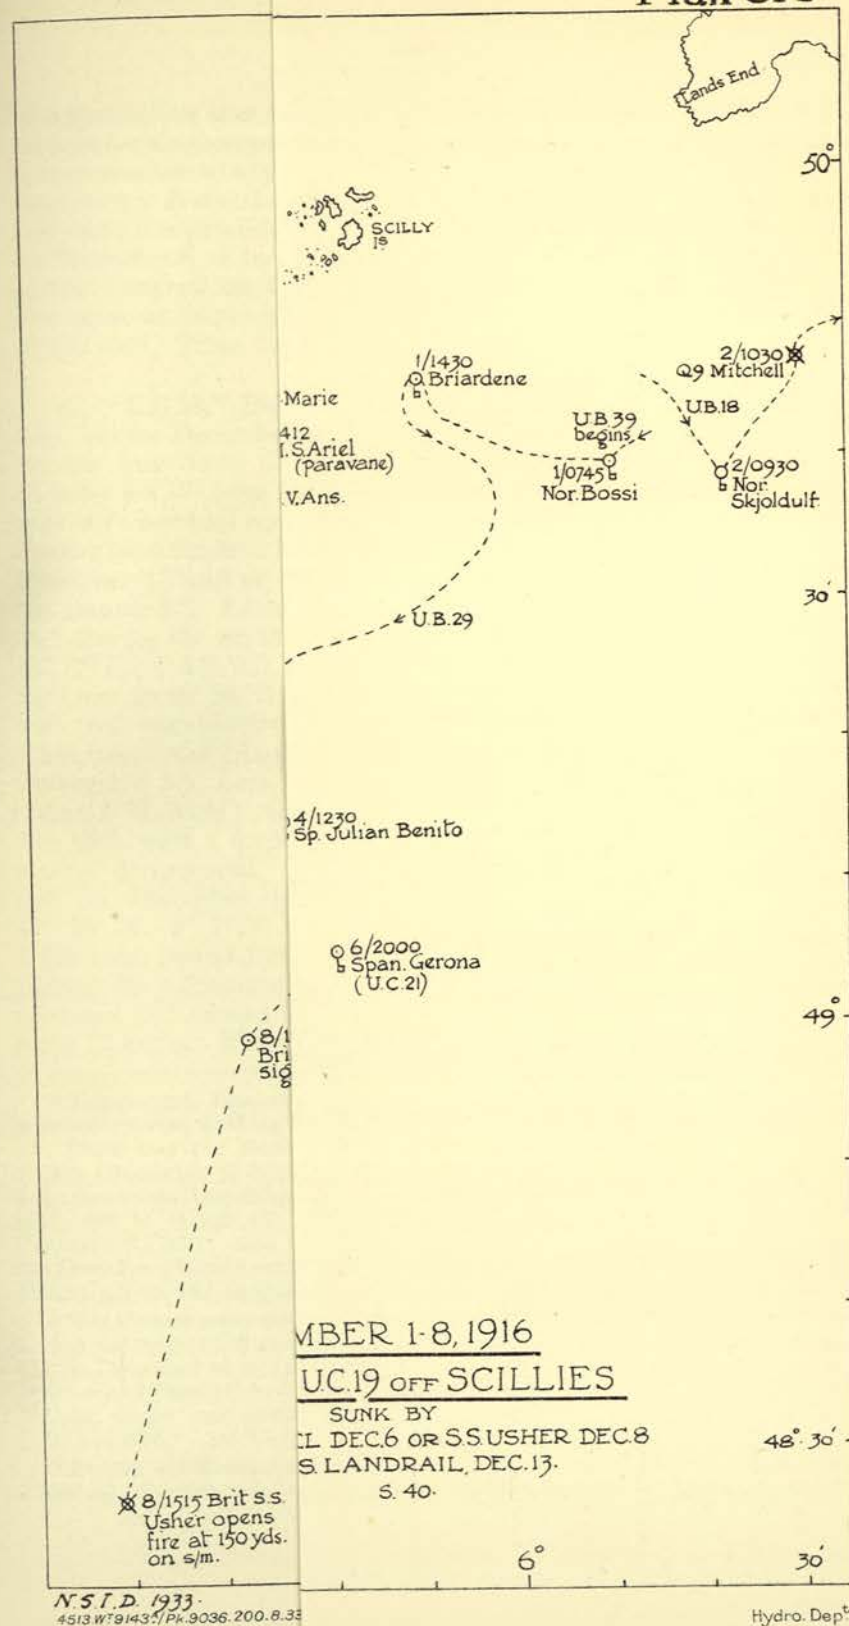 Lands End
50°
SCILLY
IS
1/1430
Briardene
2/1030
Q9 Mitchell
Marie
U.B.39
begins
U.B.18
412
S. Ariel
(paravane)
1/0745
Nor. Bossi
2/0930
Nor.
Skjoldulf.
V. Ans.
30'
U.B.29
4/1230
Sp. Julian Benito
6/2000
Span. Gerona
(U.C.21)
49°
8/1
Bri
sig
MBER 1-8, 1916
U.C.19 OFF SCILLIES
SUNK BY
EL DEC.6 OR S.S. USHER DEC.8
S. LANDRAIL, DEC.13.
S. 40.
48° 30'
8/1515 Brit S.S.
Usher opens
fire at 150 yds.
on s/m.
6°
30'
N.S.I.D. 1933.
Hydro. Dept.